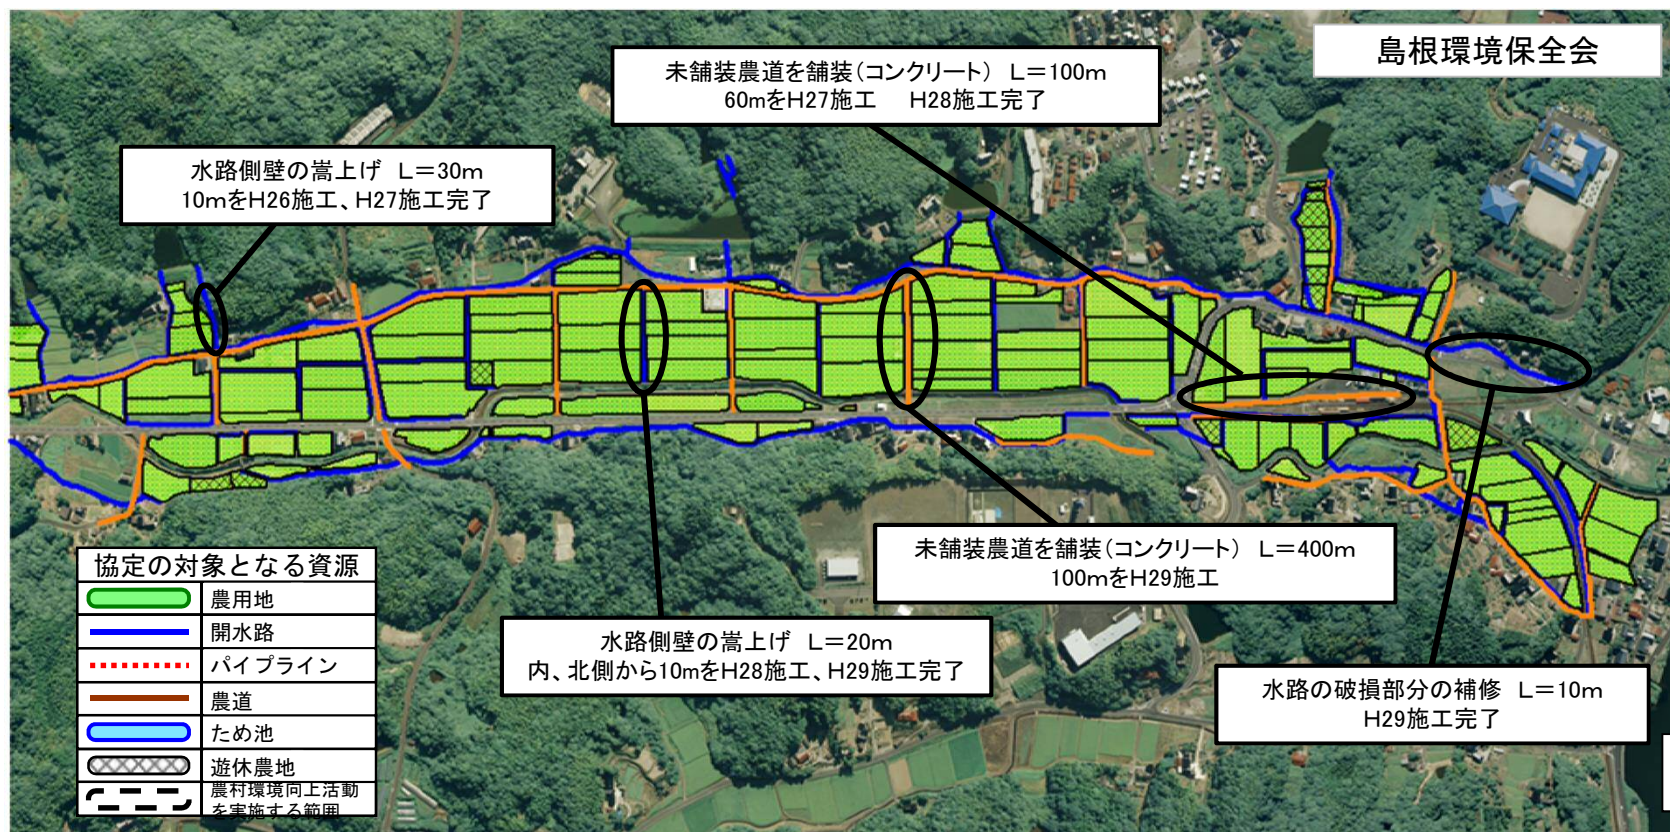 島根環境保全会
未舗装農道を舗装（コンクリート）　L＝100m
60mをH27施工　H28施工完了
水路側壁の嵩上げ　L＝30m
10mをH26施工、H27施工完了
未舗装農道を舗装（コンクリート）　L＝400m
100mをH29施工
水路側壁の嵩上げ　L＝20m
内、北側から10mをH28施工、H29施工完了
水路の破損部分の補修　L＝10m
H29施工完了
協定の対象となる資源
農用地
開水路
パイプライン
農道
ため池
遊休農地
農村環境向上活動
を実施する範囲